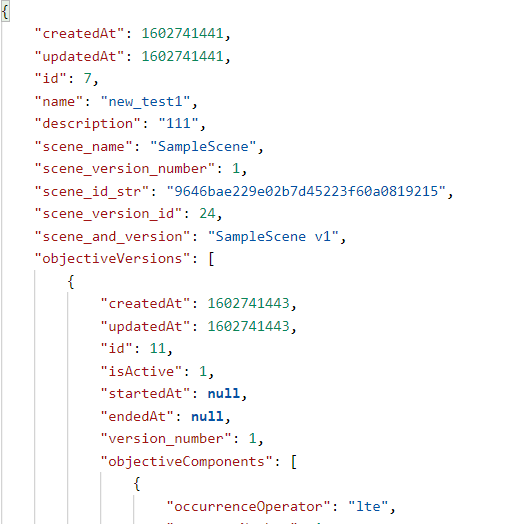 {
"createdAt": 1602741441,
"updatedAt": 1602741441,
"id": 7,
"name": "new_test1",
"description": "111",
"scene_name": "SampleScene",
"scene_version_number": 1,
"scene_id_str": "9646bae229e02b7d45223f60a0819215",
"scene_version_id": 24,
"scene_and_version": "SampleScene v1",
"objectiveVersions": [
{
"createdAt": 1602741443,
"updatedAt": 1602741443,
"id": 11,
"isActive": 1,
"startedAt": null,
"endedAt": null,
"version_number": 1,
"objectiveComponents": [
{
"occurrenceOperator": "lte",